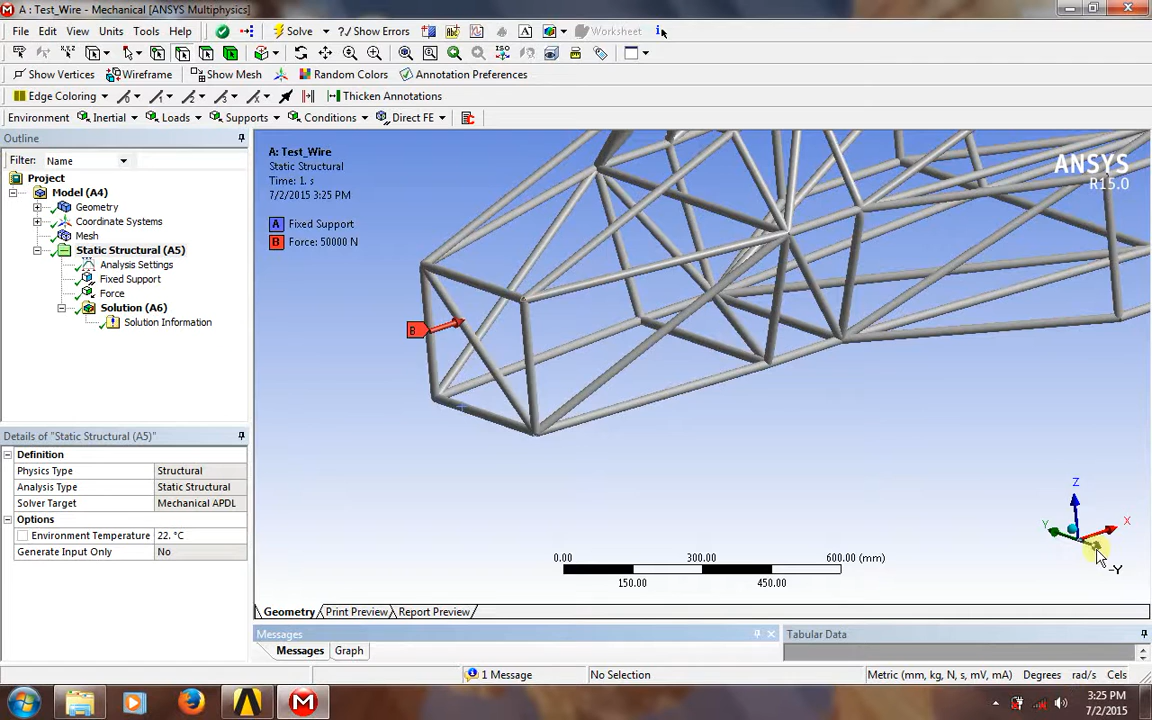 A : Test_Wire - Mechanical [ANSYS Multiphysics]
File Edit View Units Tools Help Solve ?/ Show Errors Worksheet
Show Vertices Wireframe Show Mesh Random Colors Annotation Preferences
Edge Coloring Thicken Annotations
Environment Inertial Loads Supports Conditions Direct FE
Outline
Filter: Name
Project
Model (A4)
Geometry
Coordinate Systems
Mesh
Static Structural (A5)
Analysis Settings
Fixed Support
Force
Solution (A6)
Solution Information
Details of "Static Structural (A5)"
Definition
Physics Type Structural
Analysis Type Static Structural
Solver Target Mechanical APDL
Options
Environment Temperature 22. °C
Generate Input Only No
A: Test_Wire
Static Structural
Time: 1. s
7/2/2015 3:25 PM
A Fixed Support
B Force: 50000 N
ANSYS
R15.0
B
Z
Y X
-Y
0.00 300.00 600.00 (mm)
150.00 450.00
Geometry Print Preview Report Preview
Messages Tabular Data
Messages Graph
1 Message No Selection Metric (mm, kg, N, s, mV, mA) Degrees rad/s Cels
3:25 PM
7/2/2015